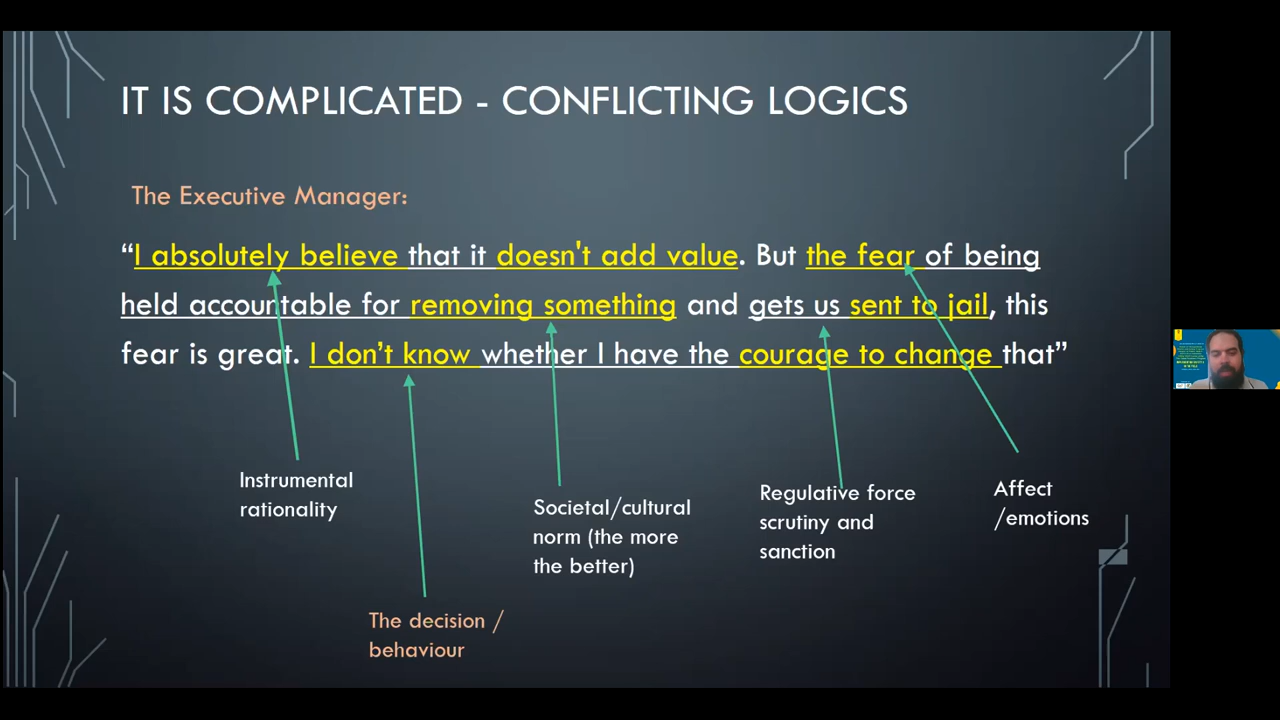 IT IS COMPLICATED - CONFLICTING LOGICS
The Executive Manager:
“I absolutely believe that it doesn't add value. But the fear of being
held accountable for removing something and gets us sent to jail, this
fear is great. I don’t know whether I have the courage to change that”
Instrumental
rationality
Societal/cultural
norm (the more
the better)
Regulative force
scrutiny and
sanction
Affect
/emotions
The decision /
behaviour